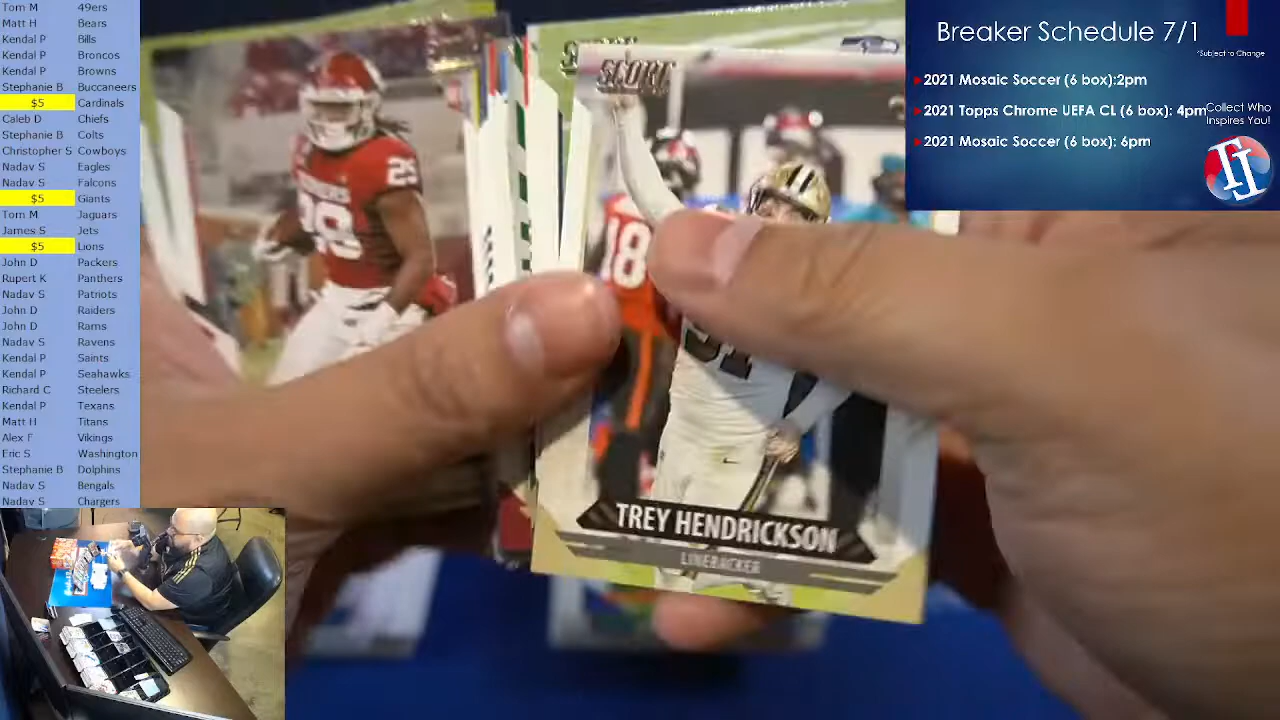 Tom M 49ers
Matt H Bears
Kendal P Bills
Kendal P Broncos
Kendal P Browns
Stephanie B Buccaneers
$5 Cardinals
Caleb D Chiefs
Stephanie B Colts
Christopher S Cowboys
Nadav S Eagles
Nadav S Falcons
$5 Giants
Tom M Jaguars
James S Jets
$5 Lions
John D Packers
Rupert K Panthers
Nadav S Patriots
John D Raiders
John D Rams
Nadav S Ravens
Kendal P Saints
Kendal P Seahawks
Richard C Steelers
Kendal P Texans
Matt H Titans
Alex F Vikings
Eric S Washington
Stephanie B Dolphins
Nadav S Bengals
Nadav S Chargers
SCORE
29
18
91
TREY HENDRICKSON
LINEBACKER
Breaker Schedule 7/1
*Subject to Change
2021 Mosaic Soccer (6 box):2pm
2021 Topps Chrome UEFA CL (6 box): 4pm
2021 Mosaic Soccer (6 box): 6pm
Collect Who
Inspires You!